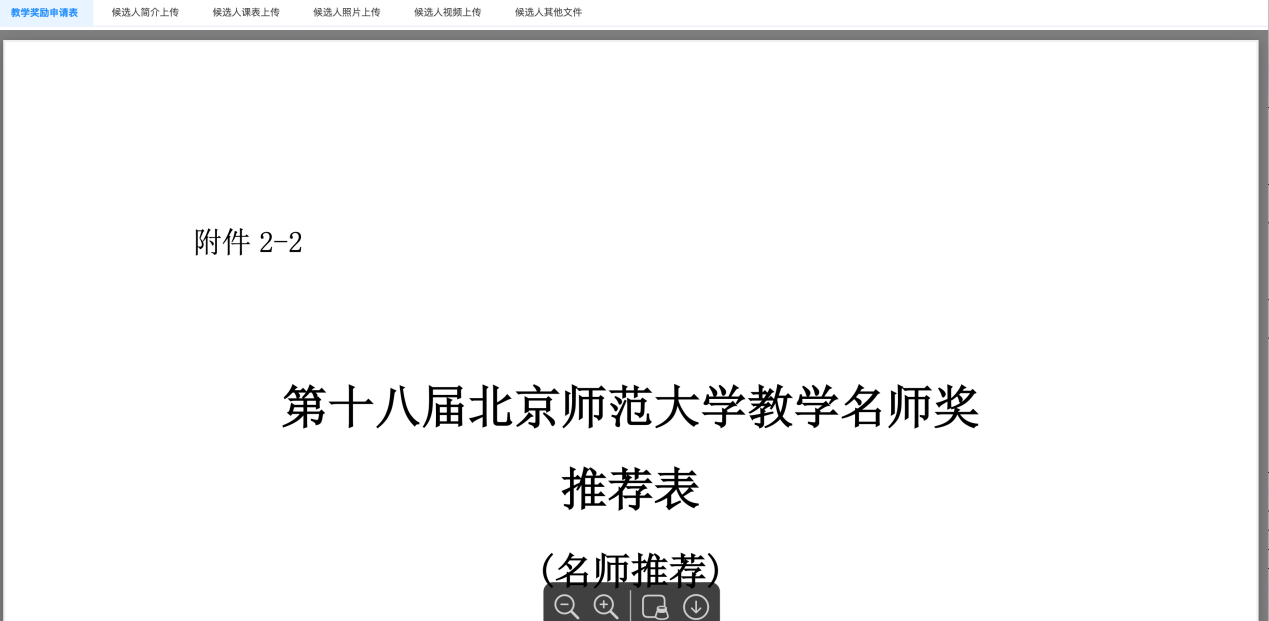 教学奖励申请表 候选人简介上传 候选人课表上传 候选人照片上传 候选人视频上传 候选人其他文件
附件 2-2
第十八届北京师范大学教学名师奖
推荐表
(名师推荐)